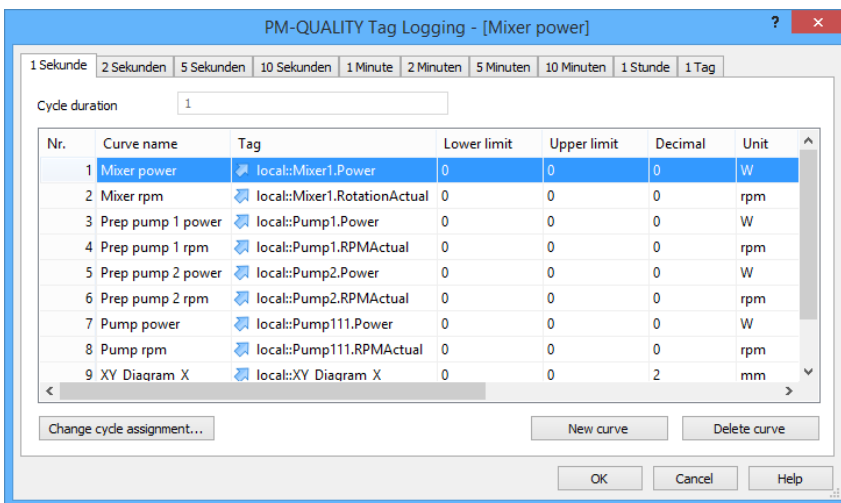 PM-QUALITY Tag Logging - [Mixer power] ? ×
1 Sekunde 2 Sekunden 5 Sekunden 10 Sekunden 1 Minute 2 Minuten 5 Minuten 10 Minuten 1 Stunde 1 Tag
Cycle duration 1
Nr. Curve name Tag Lower limit Upper limit Decimal Unit
1 Mixer power local::Mixer1.Power 0 0 0 W
2 Mixer rpm local::Mixer1.RotationActual 0 0 0 rpm
3 Prep pump 1 power local::Pump1.Power 0 0 0 W
4 Prep pump 1 rpm local::Pump1.RPMActual 0 0 0 rpm
5 Prep pump 2 power local::Pump2.Power 0 0 0 W
6 Prep pump 2 rpm local::Pump2.RPMActual 0 0 0 rpm
7 Pump power local::Pump111.Power 0 0 0 W
8 Pump rpm local::Pump111.RPMActual 0 0 0 rpm
9 XY_Diagram_X local::XY_Diagram_X 0 0 2 mm
Change cycle assignment... New curve Delete curve
OK Cancel Help